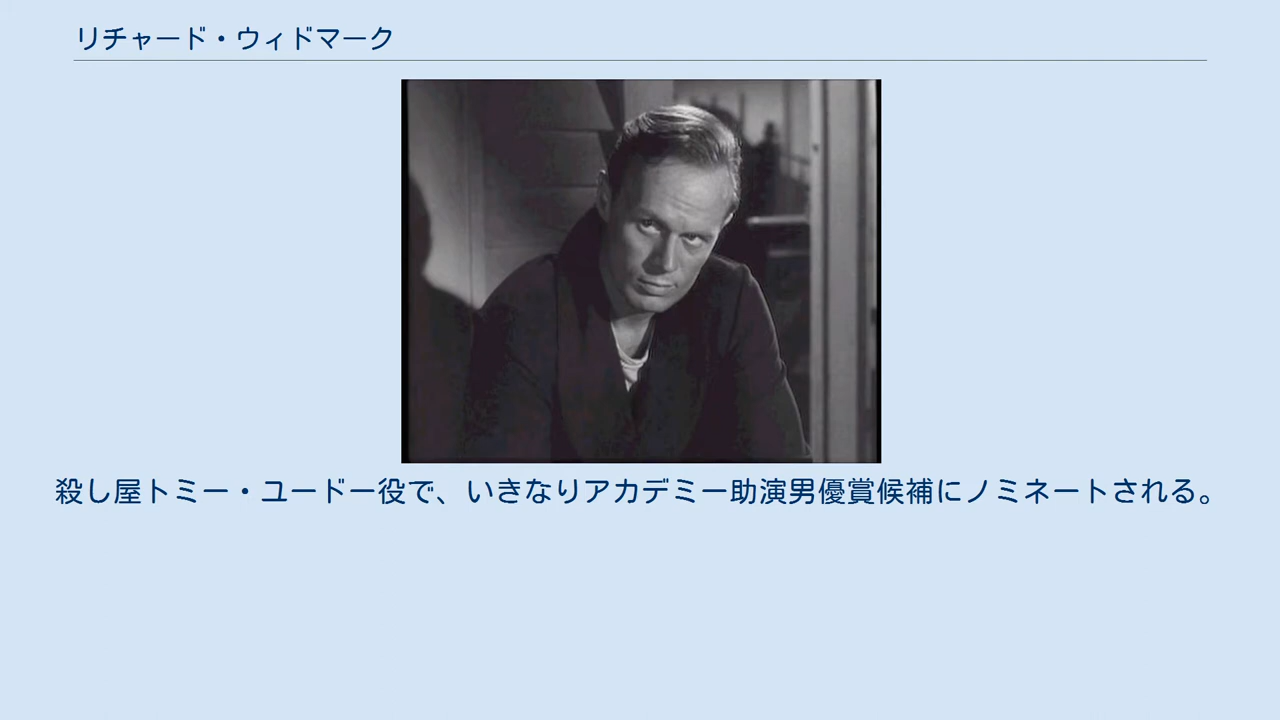 リチャード・ウィドマーク
殺し屋トミー・ユードー役で、いきなりアカデミー助演男優賞候補にノミネートされる。